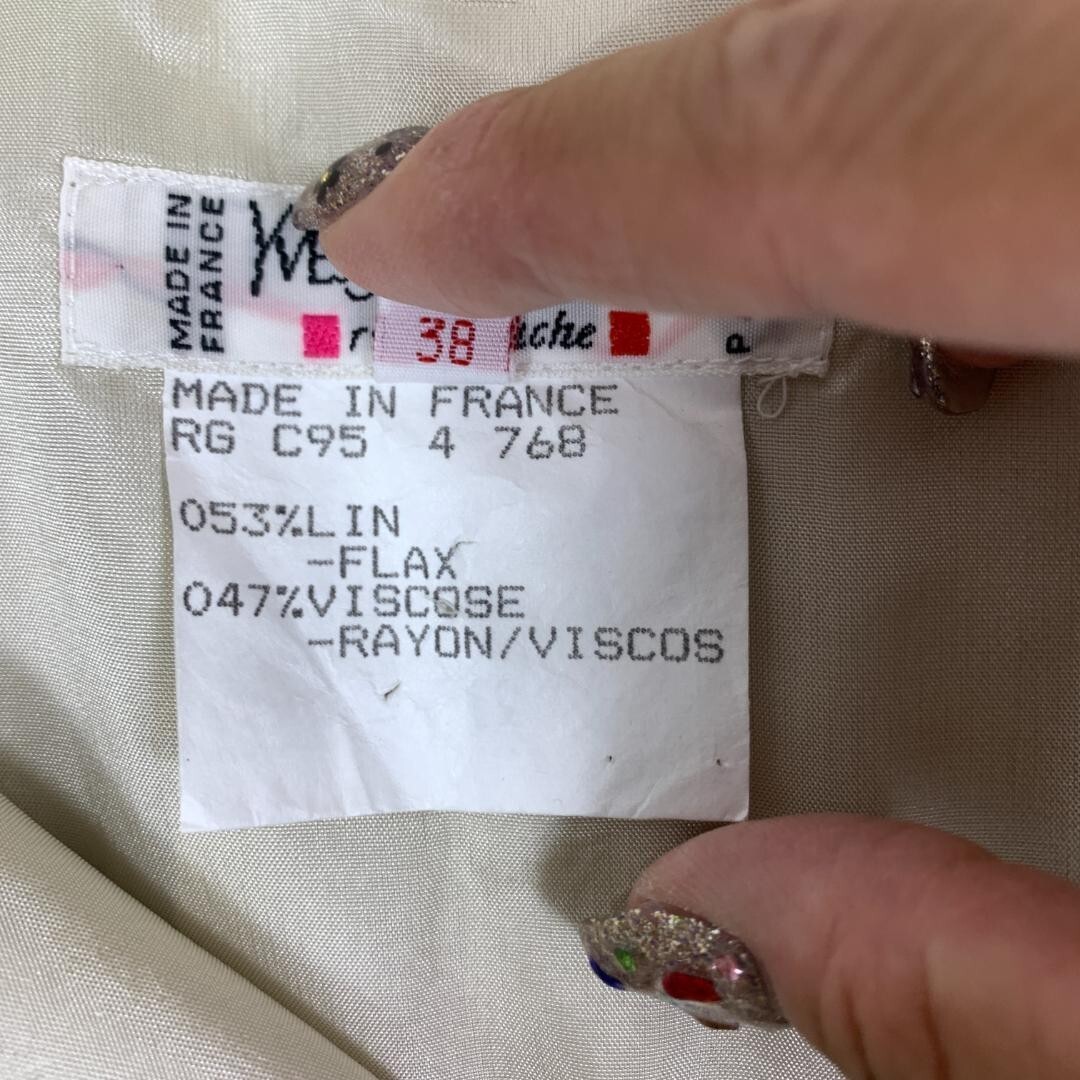 MADE IN
FRANCE
38
MADE IN FRANCE
RG C95 4 768
053%LIN
-FLAX
047%VISCOSE
-RAYON/VISCOS